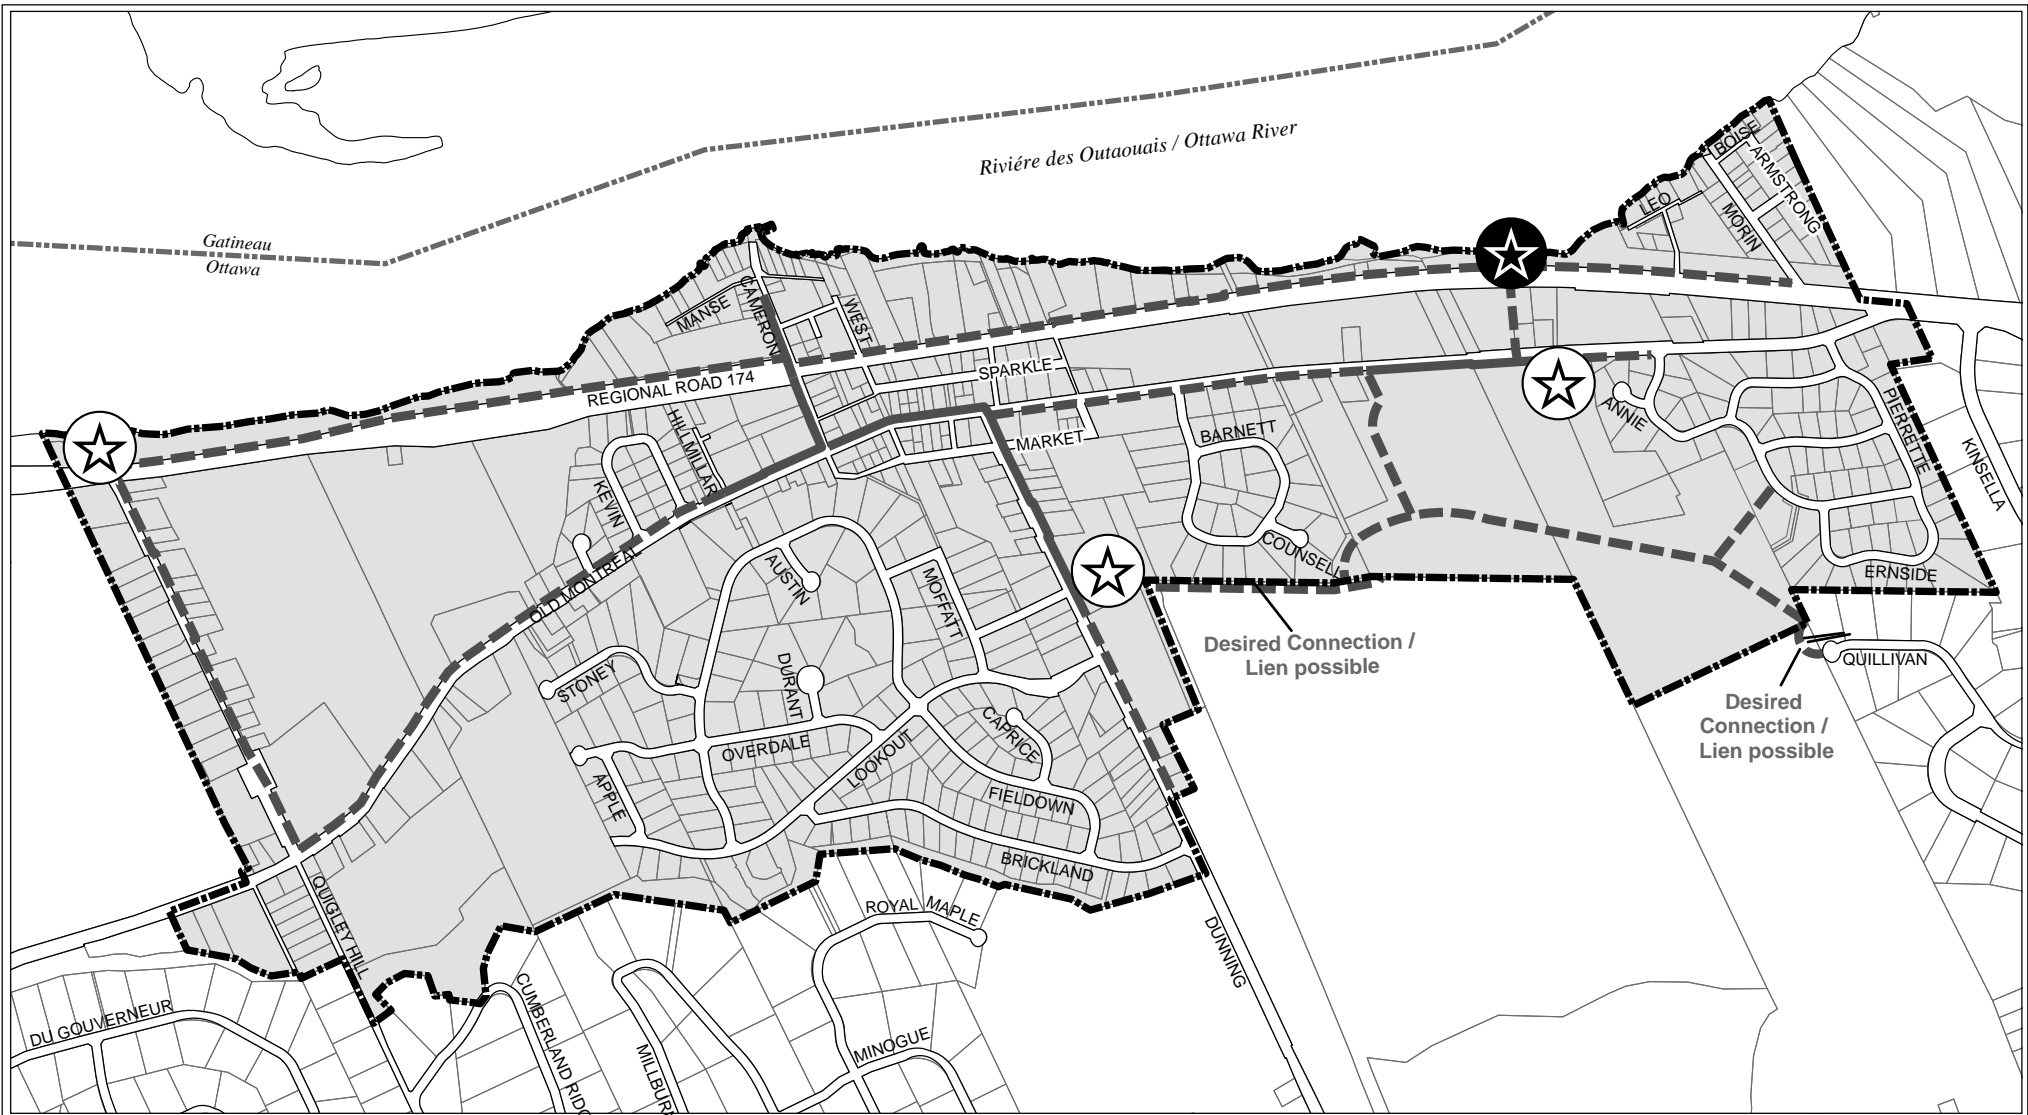 Riviére des Outaouais / Ottawa River
Gatineau
Ottawa
BOISE
ARMSTRONG
LEO
MORIN
MANSE
CAMERON
WEST
REGIONAL ROAD 174
SPARKLE
MARKET
HILLMILLAR
KEVIN
BARNETT
COUNSELL
ANNIE
PIERRETTE
KINSELLA
ERNSIDE
OLD MONTREAL
AUSTIN
MOFFATT
STONEY
DURANT
OVERDALE
LOOKOUT
CAPRICE
APPLE
FIELDOWN
BRICKLAND
Desired Connection /
Lien possible
QUILLIVAN
Desired
Connection /
Lien possible
QUIGLEY HILL
ROYAL MAPLE
DUNNING
DU GOUVERNEUR
CUMBERLAND RIDG
MILLBUR
MINOGUE